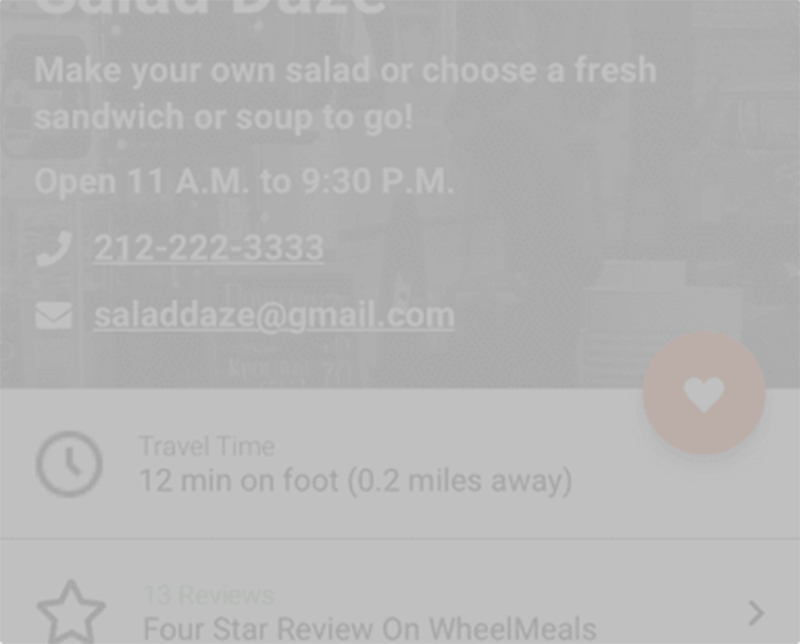 Salad Daze
Make your own salad or choose a fresh
sandwich or soup to go!
Open 11 A.M. to 9:30 P.M.
212-222-3333
saladdaze@gmail.com
Travel Time
12 min on foot (0.2 miles away)
13 Reviews
Four Star Review On WheelMeals